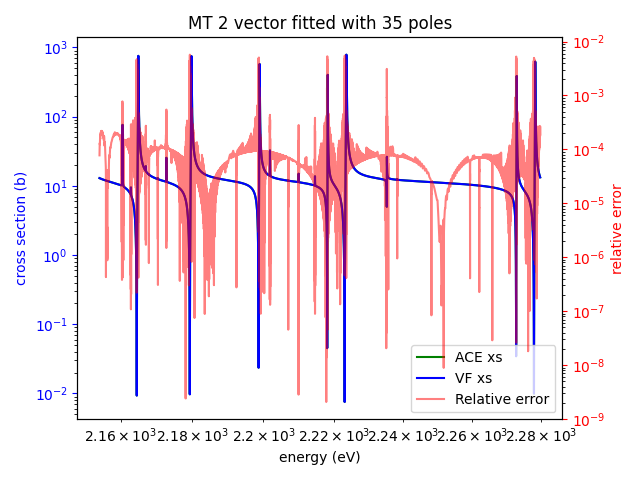 MT 2 vector fitted with 35 poles
10³
10²
10¹
10⁰
10⁻¹
10⁻²
cross section (b)
10⁻²
10⁻³
10⁻⁴
10⁻⁵
10⁻⁶
10⁻⁷
10⁻⁸
10⁻⁹
relative error
ACE xs
VF xs
Relative error
2.16 × 10³ 2.18 × 10³ 2.2 × 10³ 2.22 × 10³ 2.24 × 10³ 2.26 × 10³ 2.28 × 10³
energy (eV)